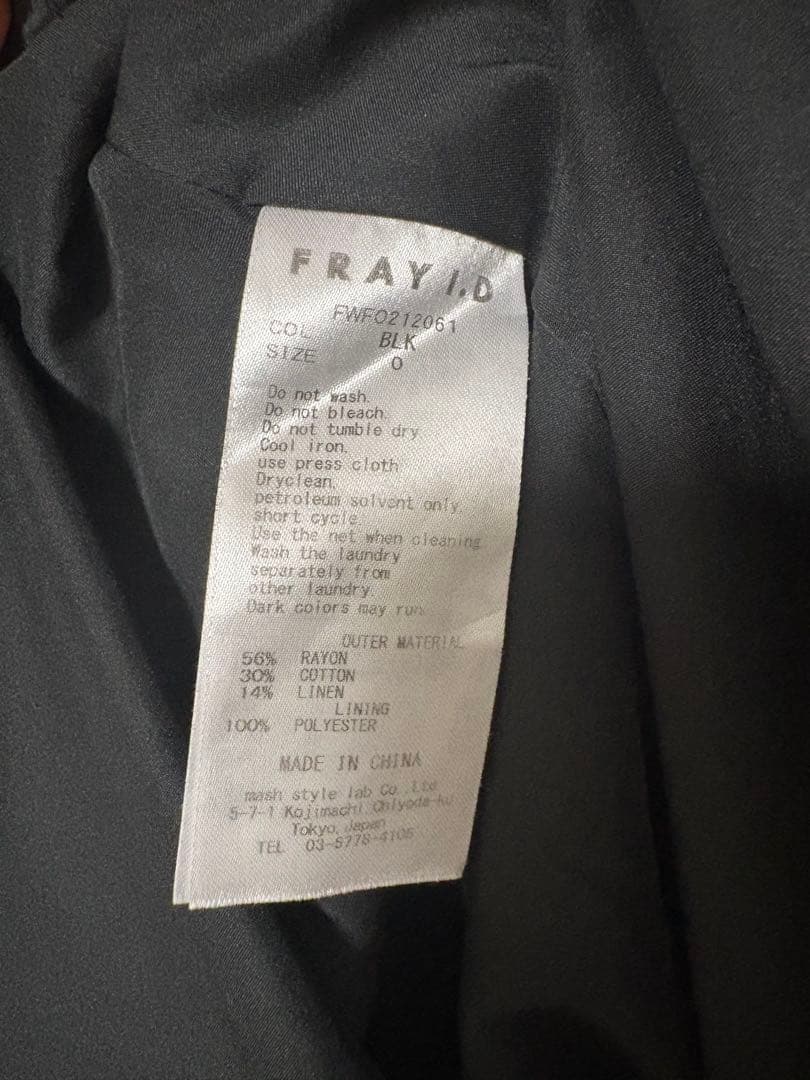 FRAY I.D
FWFO212061
COL BLK
SIZE 0
Do not wash.
Do not bleach.
Do not tumble dry
Cool iron.
use press cloth
Dryclean.
petroleum solvent only.
short cycle
Use the net when cleaning
Wash the laundry
separately from
other laundry.
Dark colors may run.
OUTER MATERIAL
56% RAYON
30% COTTON
14% LINEN
LINING
100% POLYESTER
MADE IN CHINA
mash style lab Co.,Ltd
5-7-1 Kojimachi Chiyoda-ku
Tokyo, Japan
TEL 03-5778-4105